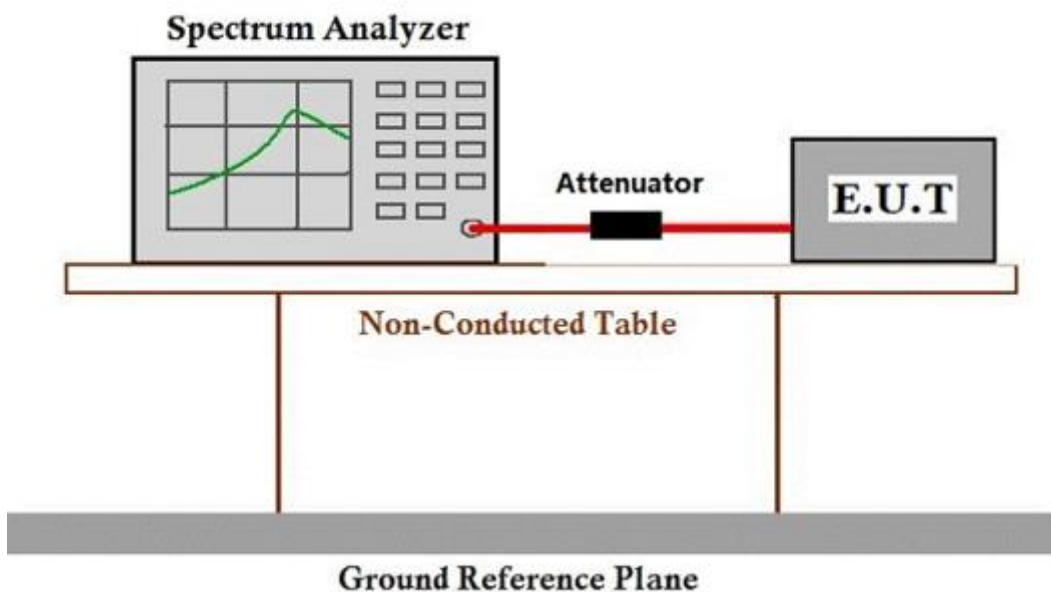 Spectrum Analyzer
Attenuator
E.U.T
Non-Conducted Table
Ground Reference Plane